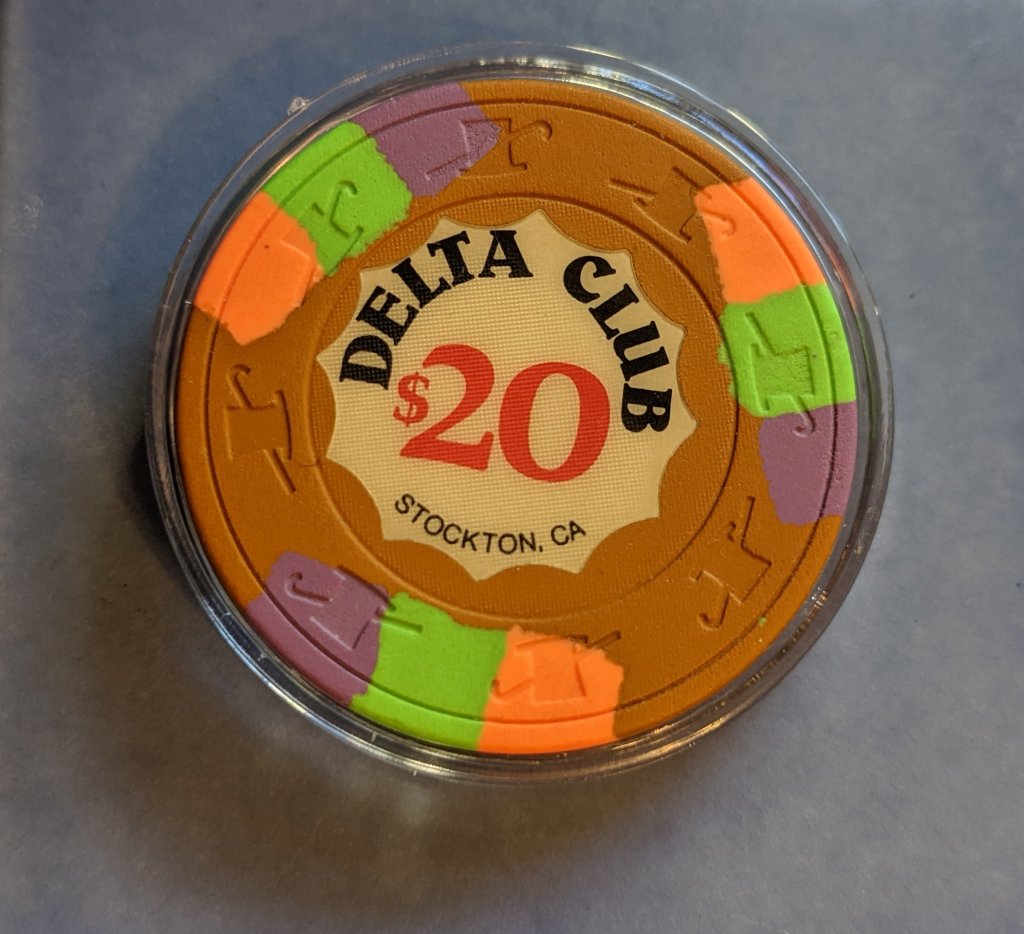 DELTA CLUB
$20
STOCKTON, CA